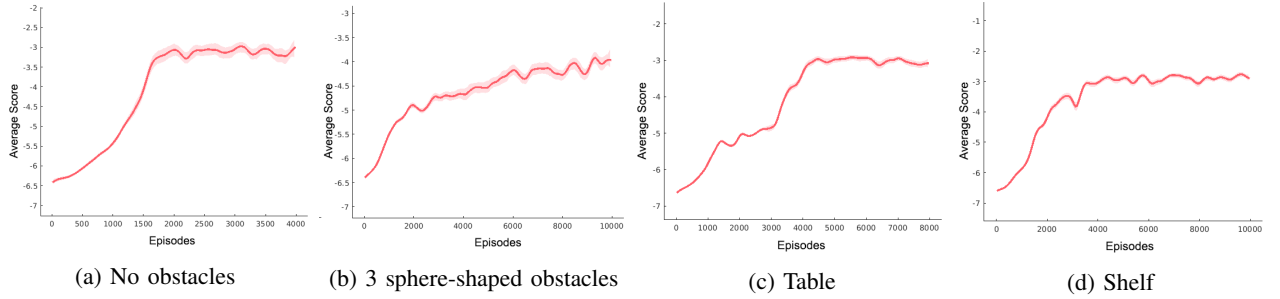 -2
-2.5
-3
-3.5
-4
-4.5
-5
-5.5
-6
-6.5
-7
Average Score
0 500 1000 1500 2000 2500 3000 3500 4000
Episodes
(a) No obstacles
-3
-3.5
-4
-4.5
-5
-5.5
-6
-6.5
-7
Average Score
0 2000 4000 6000 8000 10000
Episodes
(b) 3 sphere-shaped obstacles
-2
-3
-4
-5
-6
-7
Average Score
0 1000 2000 3000 4000 5000 6000 7000 8000
Episodes
(c) Table
-1
-2
-3
-4
-5
-6
-7
Average Score
0 2000 4000 6000 8000 10000
Episodes
(d) Shelf